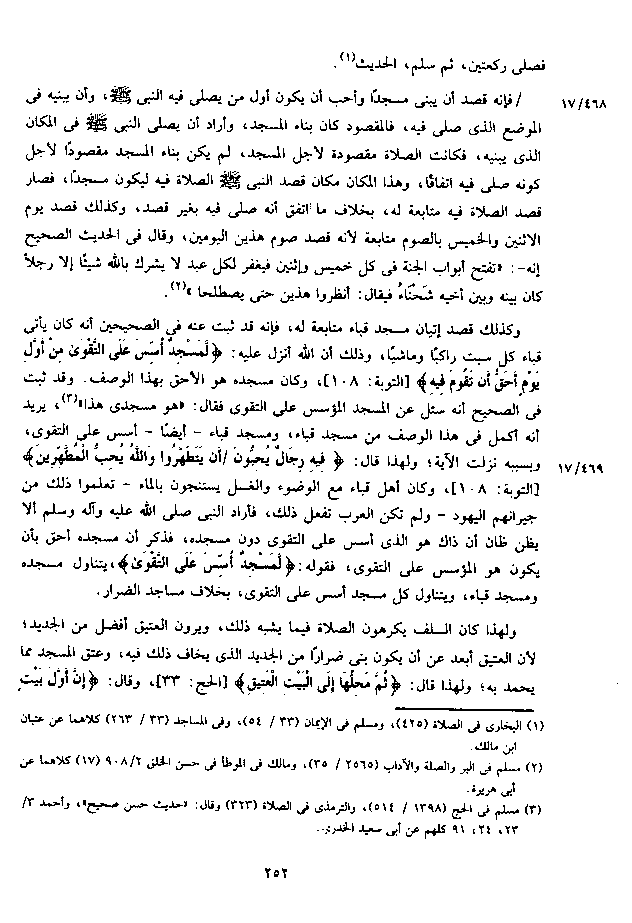 فصلى ركعتين، ثم سلم، الحديث(١).
١٧/٤٦٨
/ فإنه قصد أن يبنى مسجدًا وأحب أن يكون أول من يصلى فيه النبى ﷺ، وأن يبنيه فى
الموضع الذى صلى فيه، فالمقصود كان بناء المسجد، وأراد أن يصلى النبى ﷺ فى المكان
الذى يبنيه، فكانت الصلاة مقصودة لأجل المسجد، لم يكن بناء المسجد مقصودًا لأجل
كونه صلى فيه اتفاقًا، وهذا المكان مكان قصد النبى ﷺ الصلاة فيه ليكون مسجدًا، فصار
قصد الصلاة فيه متابعة له، بخلاف ما اتفق أنه صلى فيه بغير قصد، وكذلك قصد يوم
الاثنين والخميس بالصوم متابعة لأنه قصد صوم هذين اليومين، وقال فى الحديث الصحيح
إنه-: «تفتح أبواب الجنة فى كل خميس وإثنين فيغفر لكل عبد لا يشرك بالله شيئًا إلا رجلاً
كان بينه وبين أخيه شَحْنَاءُ فيقال: أنظروا هذين حتى يصطلحا »(٢).
وكذلك قصد إتيان مسجد قباء متابعة له، فإنه قد ثبت عنه فى الصحيحين أنه كان يأتى
قباء كل سبت راكبًا وماشيًا، وذلك أن الله أنزل عليه: ﴿لَمَسْجِدٌ أُسِّسَ عَلَى التَّقْوَىٰ مِنْ أَوَّلِ
يَوْمٍ أَحَقُّ أَن تَقُومَ فِيهِ﴾ [التوبة: ١٠٨]، وكان مسجده هو الأحق بهذا الوصف. وقد ثبت
فى الصحيح أنه سئل عن المسجد المؤسس على التقوى فقال: «هو مسجدى هذا»(٣)، يريد
أنه أكمل فى هذا الوصف من مسجد قباء، ومسجد قباء - أيضًا - أسس على التقوى،
١٧/٤٦٩
وبسببه نزلت الآية؛ ولهذا قال: ﴿ فِيهِ رِجَالٌ يُحِبُّونَ /أَن يَتَطَهَّرُوا وَاللَّهُ يُحِبُّ الْمُطَّهِّرِينَ﴾
[التوبة: ١٠٨]، وكان أهل قباء مع الوضوء والغسل يستنجون بالماء - تعلموا ذلك من
جيرانهم اليهود - ولم تكن العرب تفعل ذلك، فأراد النبى صلى الله عليه وآله وسلم ألا
يظن ظان أن ذاك هو الذى أسس على التقوى دون مسجده، فذكر أن مسجده أحق بأن
يكون هو المؤسس على التقوى، فقوله: ﴿لَمَسْجِدٌ أُسِّسَ عَلَى التَّقْوَىٰ﴾،يتناول مسجده
ومسجد قباء، ويتناول كل مسجد أسس على التقوى، بخلاف مساجد الضرار.
ولهذا كان السلف يكرهون الصلاة فيما يشبه ذلك، ويرون العتيق أفضل من الجديد؛
لأن العتيق أبعد عن أن يكون بنى ضرارًا من الجديد الذى يخاف ذلك فيه، وعتق المسجد مما
يحمد به؛ ولهذا قال: ﴿ ثُمَّ مَحِلُّهَا إِلَى الْبَيْتِ الْعَتِيقِ﴾ [الحج: ٣٣]، وقال: ﴿إِنَّ أَوَّلَ بَيْتٍ
(١) البخارى فى الصلاة (٤٢٥)، ومسلم فى الإيمان (٣٣ / ٥٤)، وفى المساجد (٣٣ / ٢٦٣) كلاهما عن عتبان
ابن مالك.
(٢) مسلم فى البر والصلة والآداب (٢٥٦٥ / ٣٥)، ومالك فى الموطأ فى حسن الخلق ٩٠٨/٢ (١٧) كلاهما عن
أبى هريرة.
(٣) مسلم فى الحج (١٣٩٨ / ٥١٤)، والترمذى فى الصلاة (٣٢٣) وقال: «حديث حسن صحيح»، وأحمد ٣/
٢٣، ٢٤، ٩١ كلهم عن أبى سعيد الخدرى.
٢٥٢